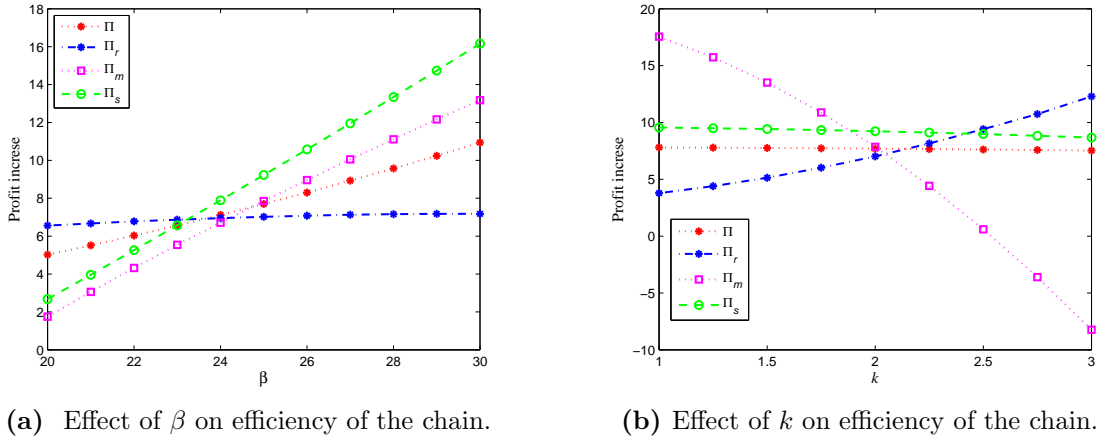 18
16
14
12
10
8
6
4
2
0
Profit increse
Π
Π_r
Π_m
Π_s
20 22 24 26 28 30
β
(a) Effect of β on efficiency of the chain.
20
15
10
5
0
−5
−10
Profit increse
Π
Π_r
Π_m
Π_s
1 1.5 2 2.5 3
k
(b) Effect of k on efficiency of the chain.